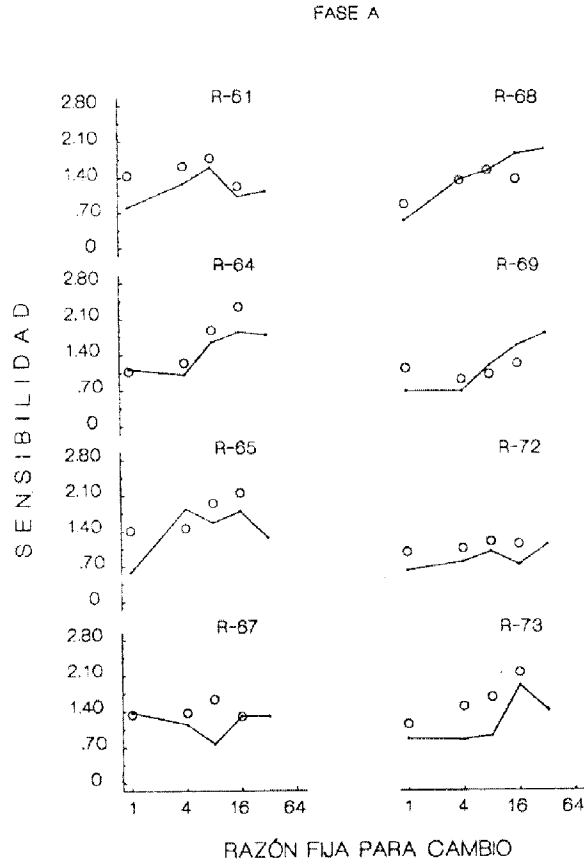 FASE A
R-61
R-68
2.80
2.10
1.40
.70
0
R-64
R-69
2.80
2.10
1.40
.70
0
SENSIBILIDAD
R-65
R-72
2.80
2.10
1.40
.70
0
R-67
R-73
2.80
2.10
1.40
.70
0
1 4 16 64
1 4 16 64
RAZÓN FIJA PARA CAMBIO